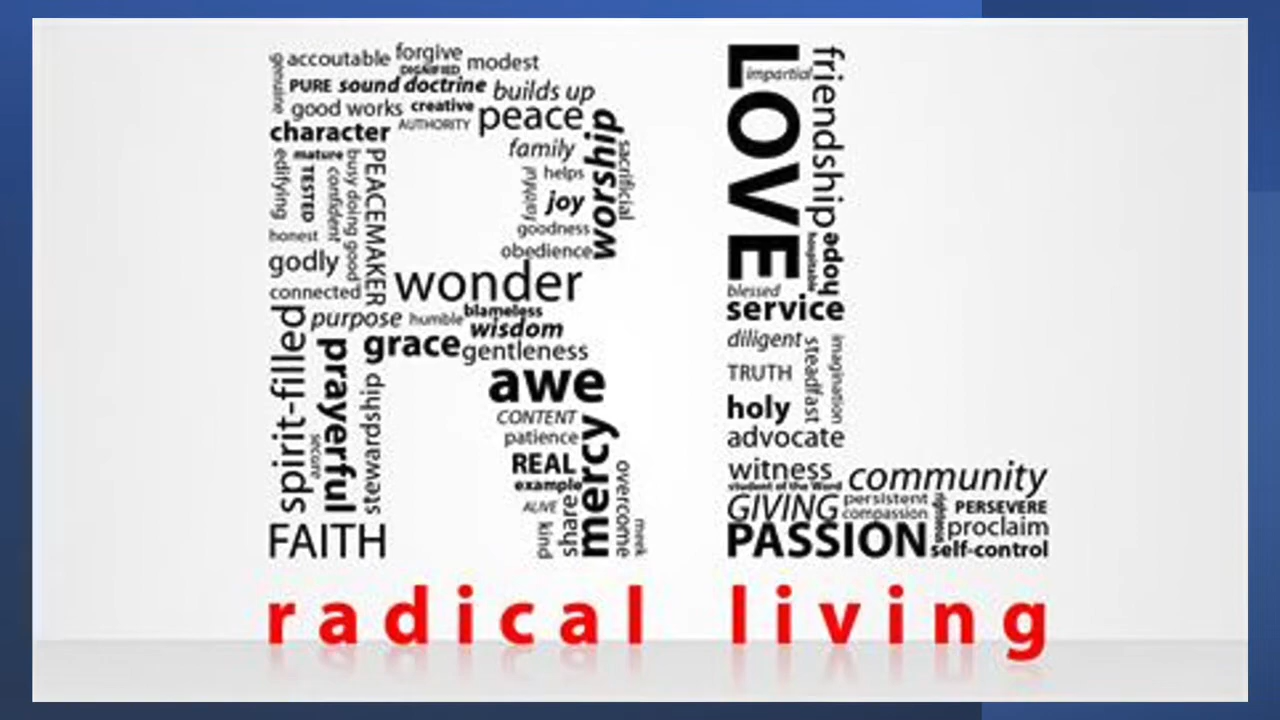 genuine
accoutable
forgive
DIGNIFIED
modest
PURE
sound doctrine
builds up
good works
creative
peace
character
AUTHORITY
family
worship
sacrificial
edifying
mature
TESTED
confident
busy doing good
PEACEMAKER
faithful
helps
joy
goodness
honest
obedience
godly
connected
wonder
spirit-filled
purpose
humble
blameless
wisdom
prayerful
grace
gentleness
secure
stewardship
awe
CONTENT
patience
mercy
REAL
example
ALIVE
kind
share
overcome
meek
FAITH
LOVE
impartial
friendship
hospitable
hope
blessed
service
diligent
steadfast
imagination
TRUTH
holy
advocate
witness
community
student of the Word
GIVING
persistent
compassion
righteous
PERSEVERE
proclaim
PASSION
self-control
radical living